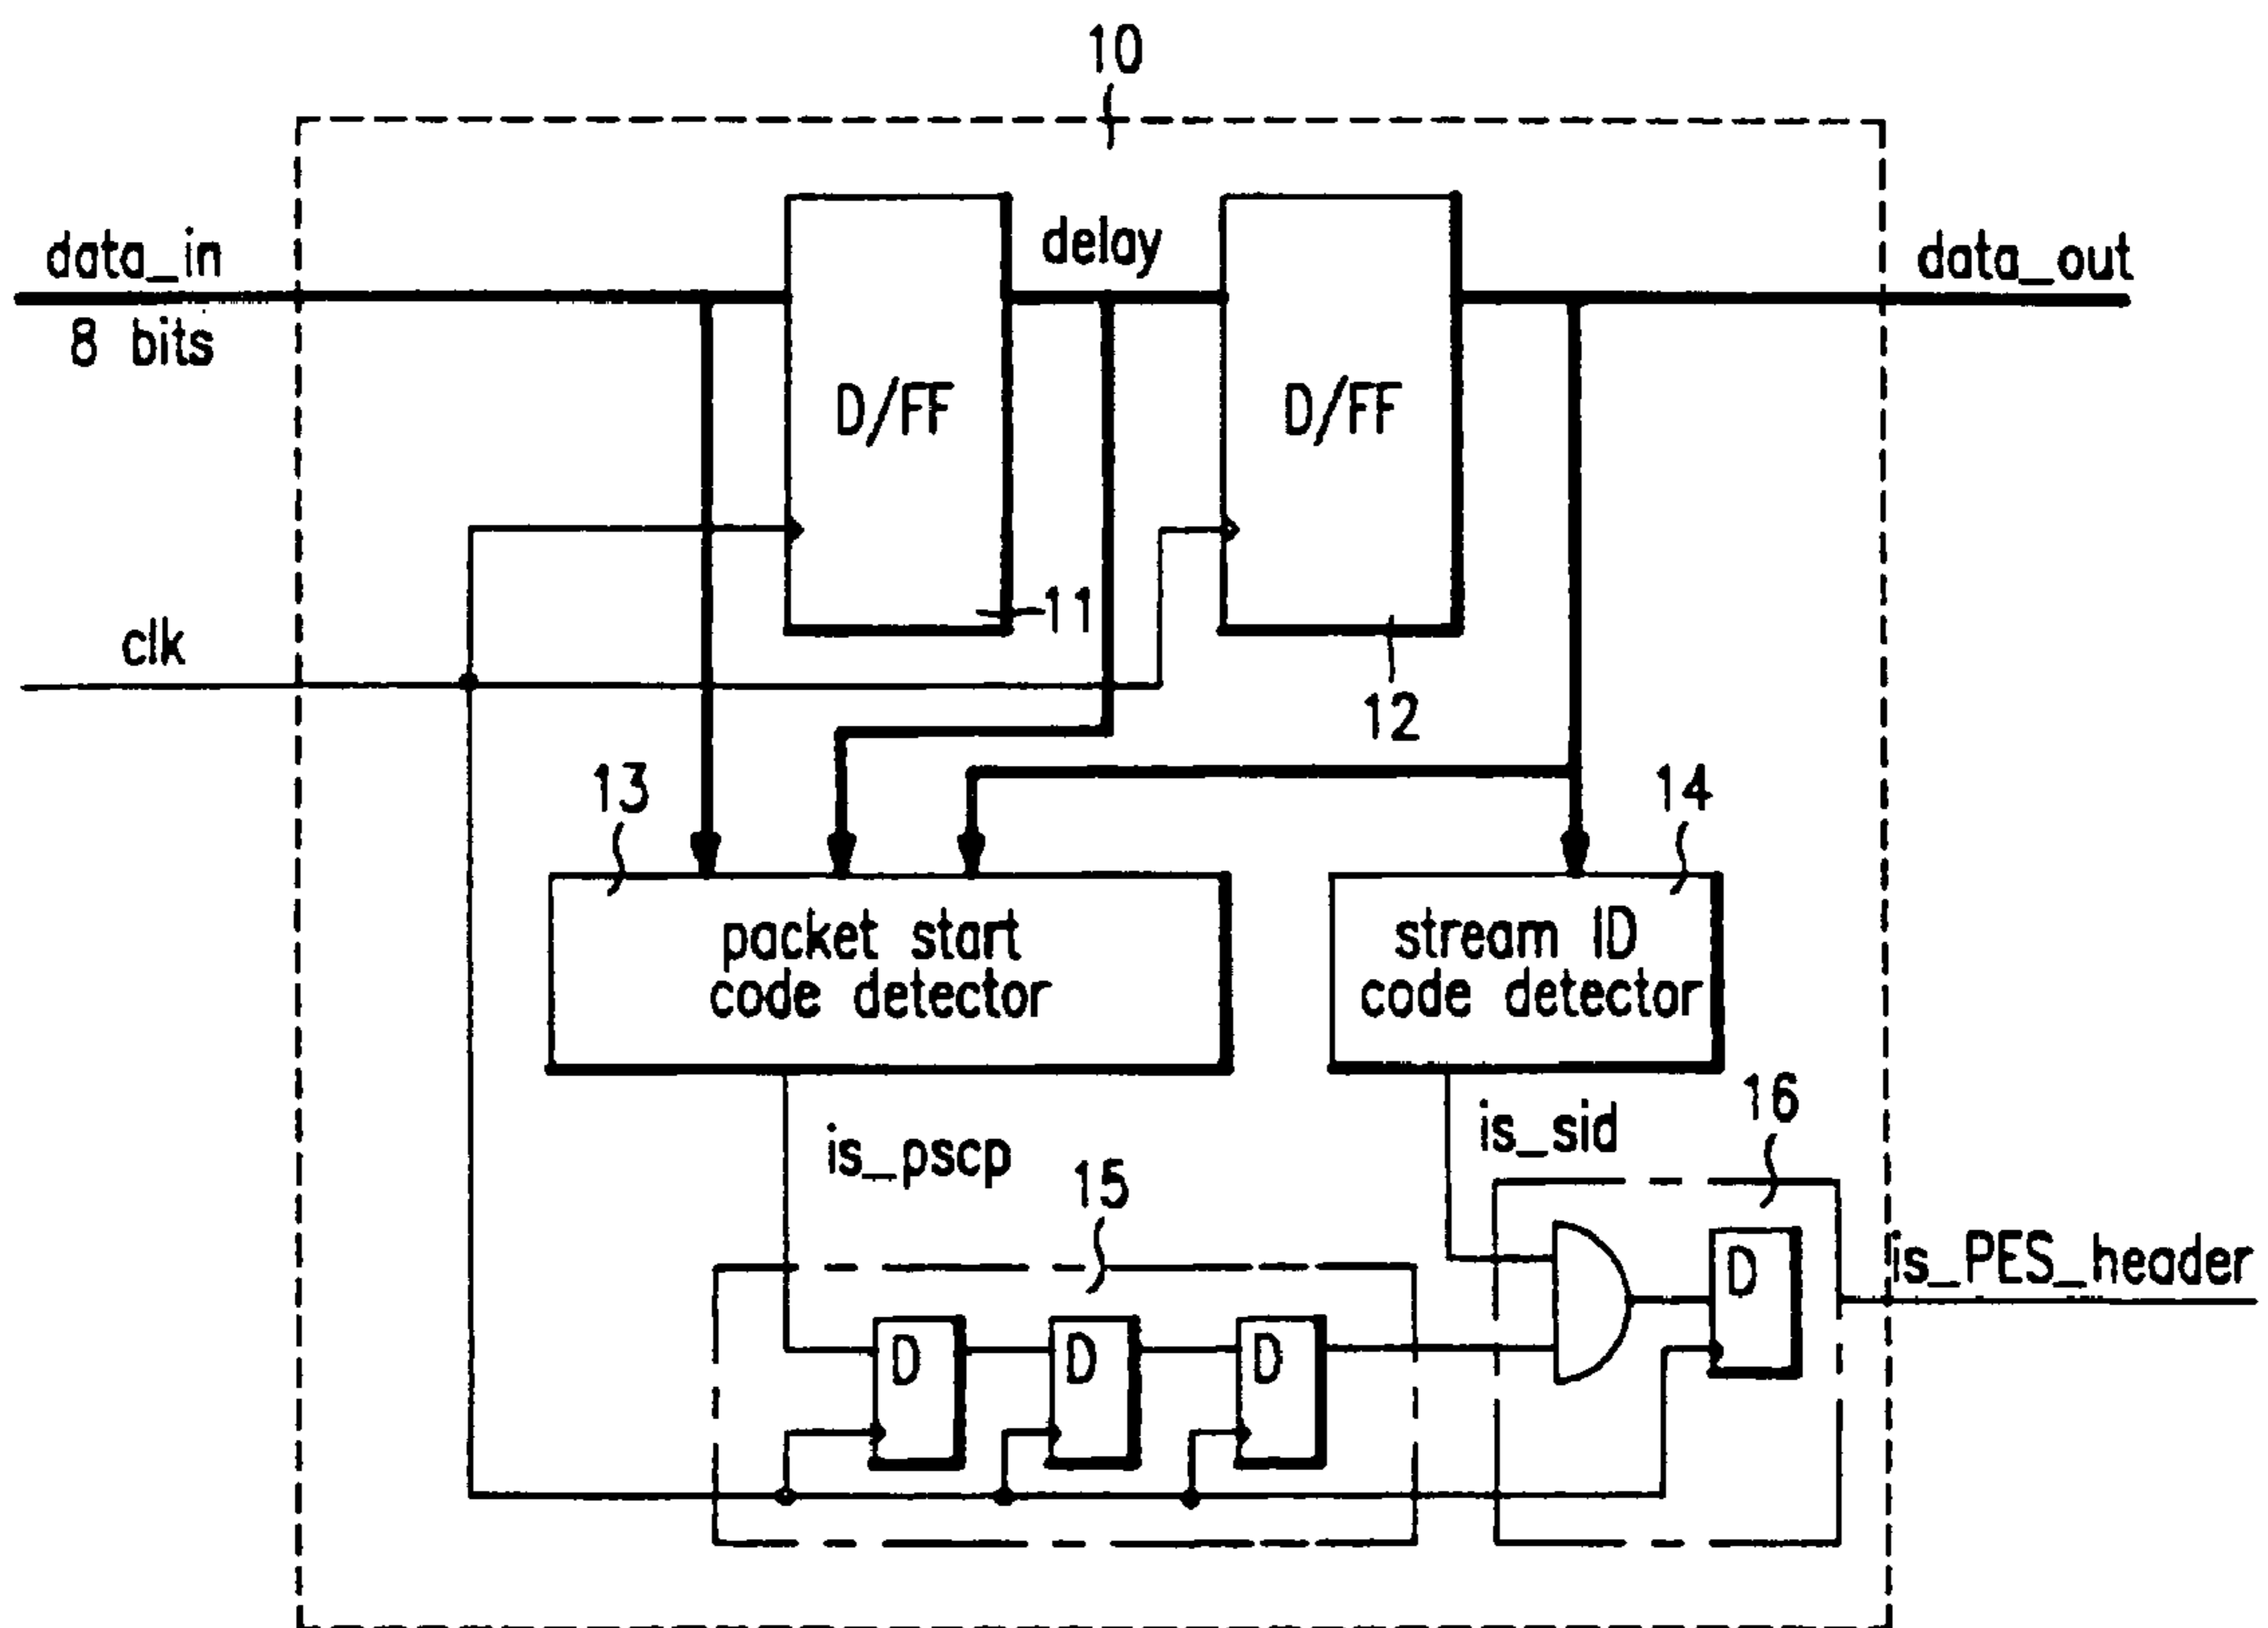 10
data_in
8 bits
delay
data_out
D/FF
D/FF
11
clk
12
13
14
packet start
code detector
stream ID
code detector
is_pscp
is_sid
16
15
D
is_PES_header
D
D
D